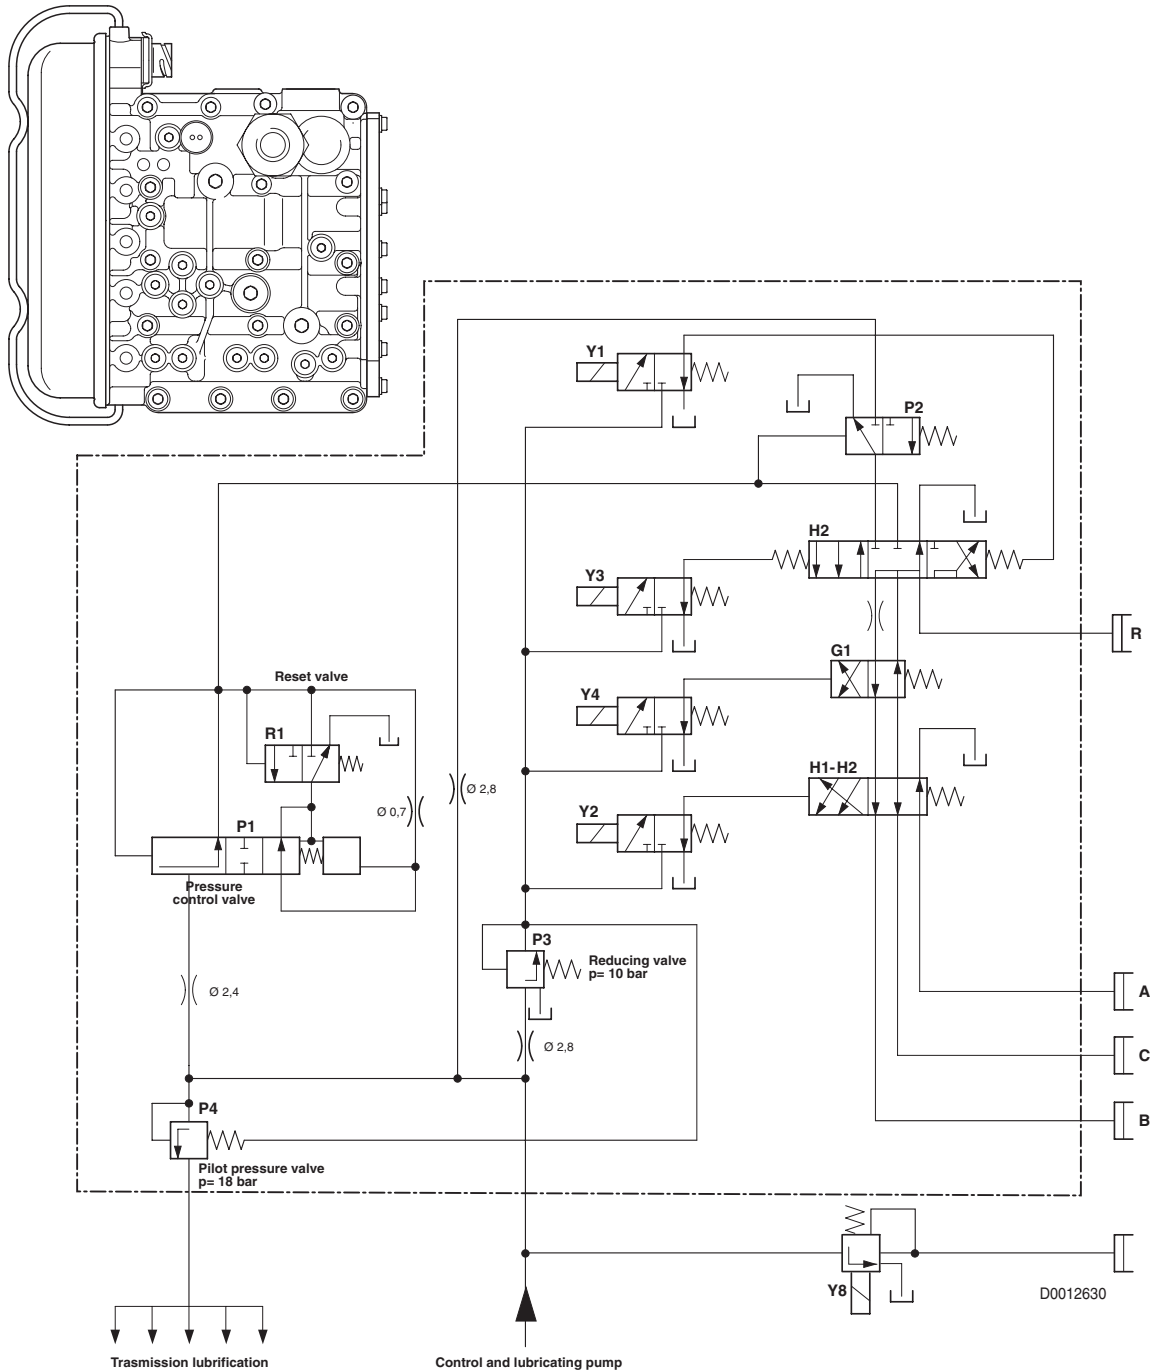 Y1
P2
H2
Y3
R
G1
Reset valve
Y4
R1
H1-H2
Ø 2,8
Ø 0,7
Y2
P1
Pressure
control valve
P3
Reducing valve
p= 10 bar
Ø 2,4
A
Ø 2,8
C
P4
B
Pilot pressure valve
p= 18 bar
Y8
D0012630
Trasmission lubrification
Control and lubricating pump